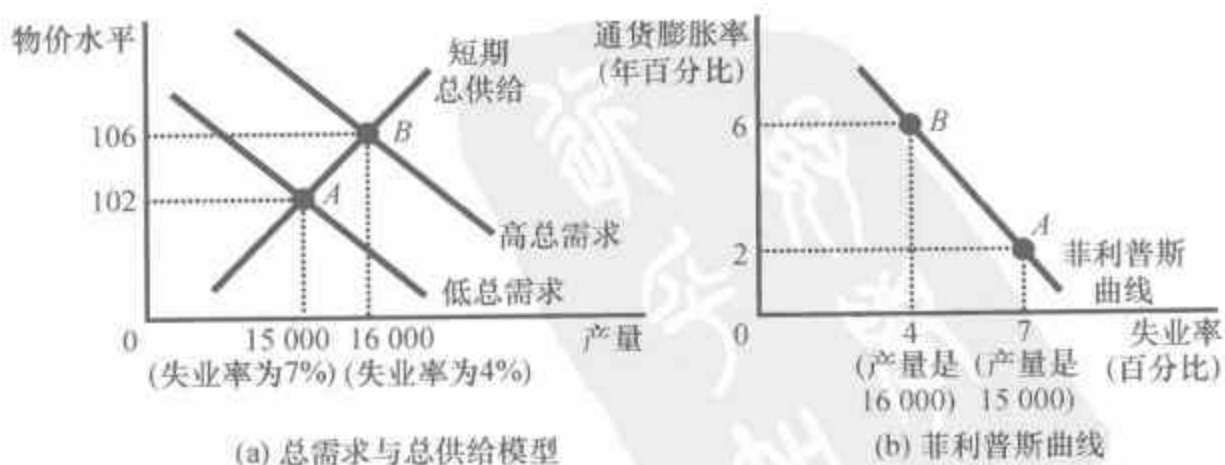 物价水平
短期
总供给
106
B
102
A
高总需求
低总需求
0
15 000
16 000
产量
(失业率为7%)
(失业率为4%)
(a) 总需求与总供给模型
通货膨胀率
(年百分比)
6
B
A
2
菲利普斯
曲线
0
4
7
失业率
(产量是
(产量是
(百分比)
16 000)
15 000)
(b) 菲利普斯曲线